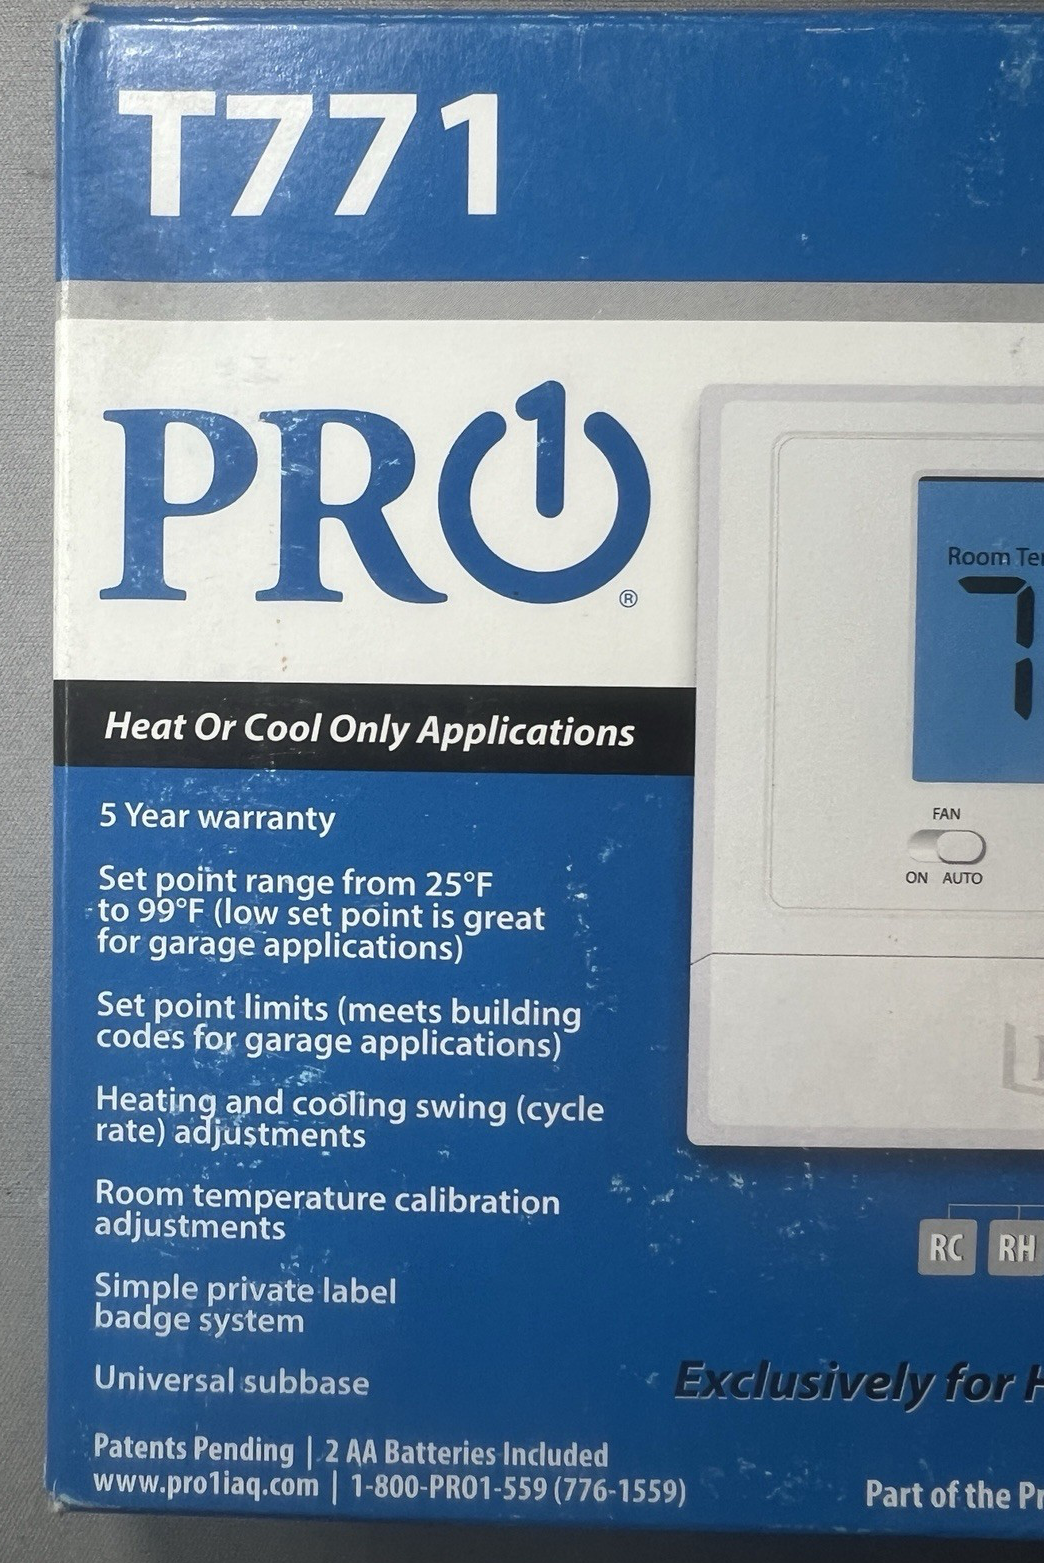 T771
PRO1®
Room
7
Heat Or Cool Only Applications
5 Year warranty
FAN
ON AUTO
Set point range from 25°F
to 99°F (low set point is great
for garage applications)
Set point limits (meets building
codes for garage applications)
Heating and cooling swing (cycle
rate) adjustments
Room temperature calibration
adjustments
RC RH
Simple private label
badge system
Universal subbase
Exclusively for
Patents Pending | 2 AA Batteries Included
www.pro1iaq.com | 1-800-PRO1-559 (776-1559)
Part of the